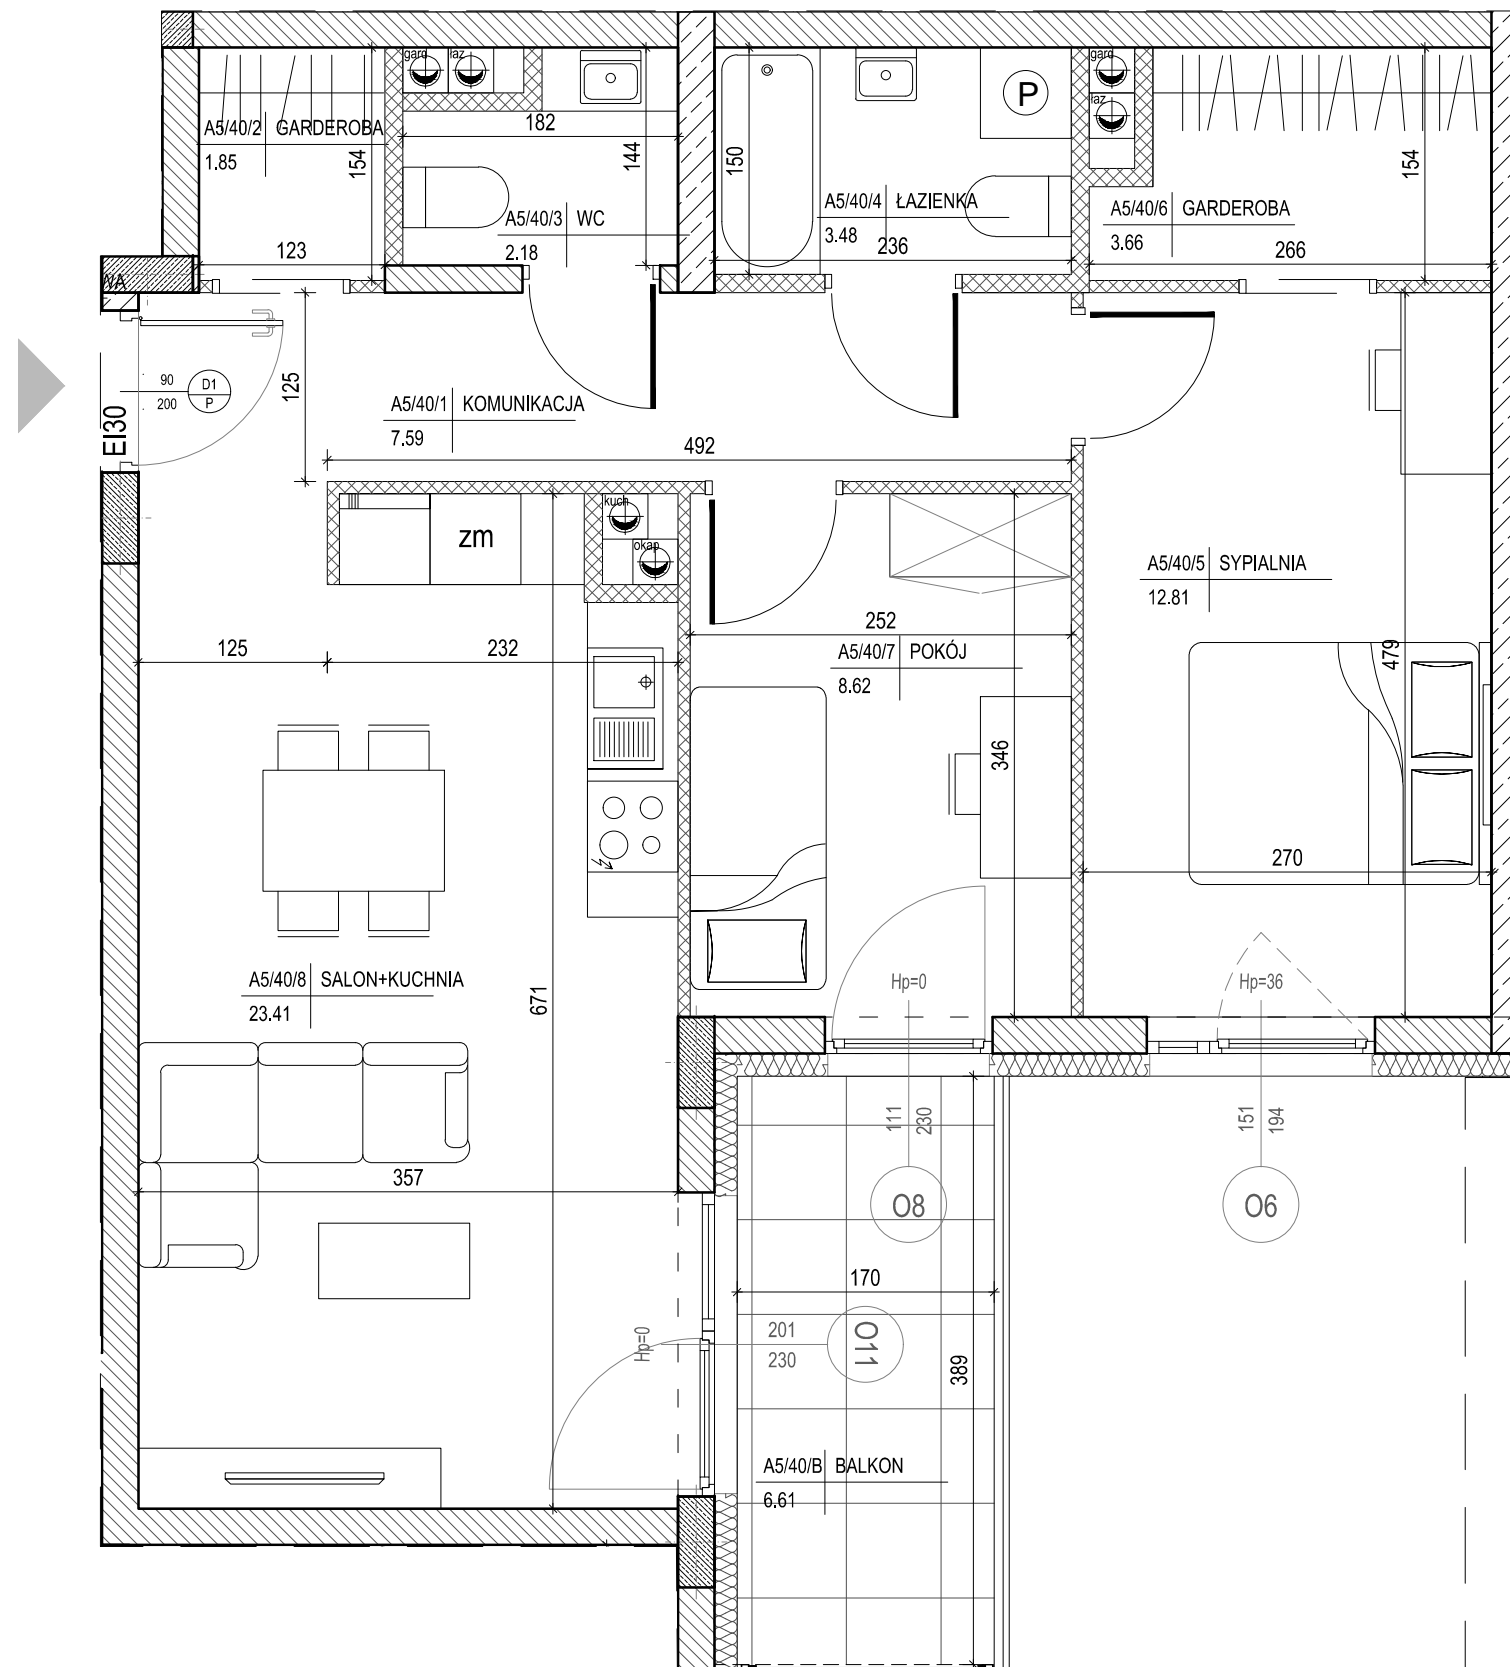 gard
łaz
gard
łaz
A5/40/2 GARDEROBA
1.85
154
182
144
A5/40/3 WC
2.18
150
A5/40/4 ŁAZIENKA
3.48
236
P
154
A5/40/6 GARDEROBA
3.66
266
123
WA
90
200
D1
P
EI30
125
A5/40/1 KOMUNIKACJA
7.59
492
zm
kuch
okap
A5/40/5 SYPIALNIA
12.81
125
232
252
A5/40/7 POKÓJ
8.62
479
346
270
A5/40/8 SALON+KUCHNIA
23.41
671
Hp=0
Hp=36
111
230
151
194
O8
O6
357
170
Hp=0
201
230
O11
389
A5/40/B BALKON
6.61